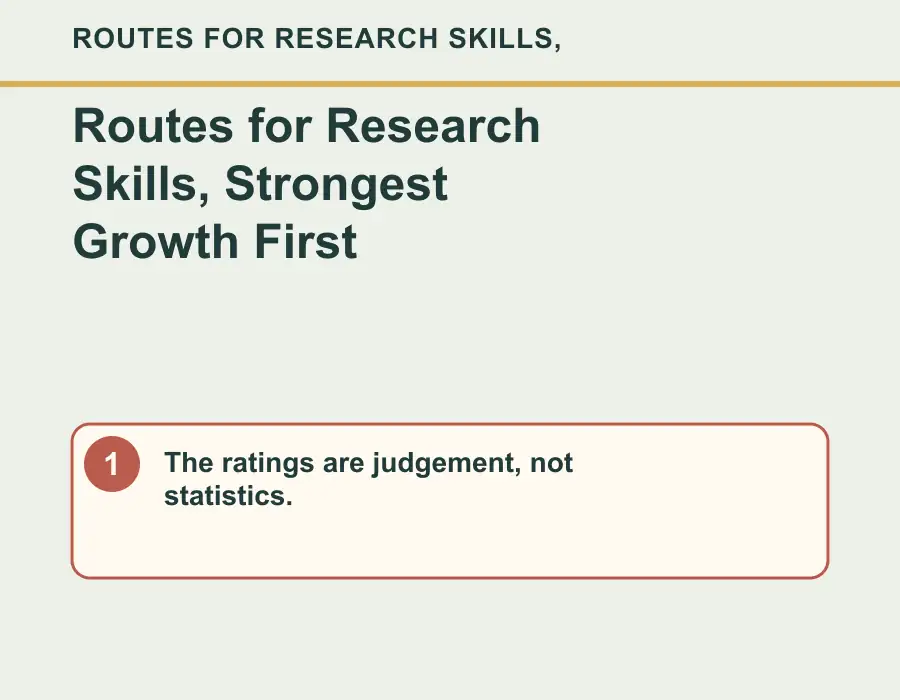 ROUTES FOR RESEARCH SKILLS,
Routes for Research
Skills, Strongest
Growth First
1
The ratings are judgement, not
statistics.